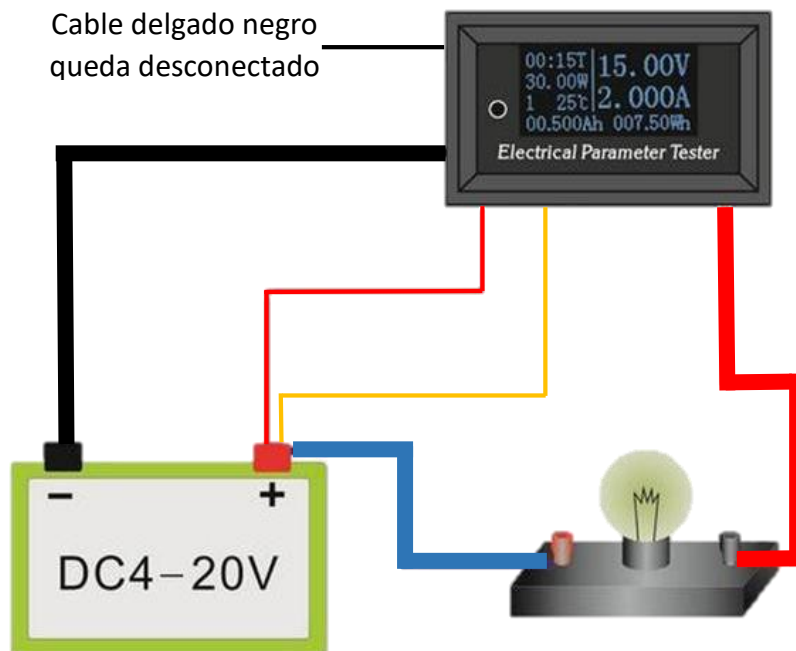 Cable delgado negro
queda desconectado
00:15T
30.00W
1 25℃
15.00V
2.000A
00.500Ah 007.50Wh
Electrical Parameter Tester
− +
DC4−20V